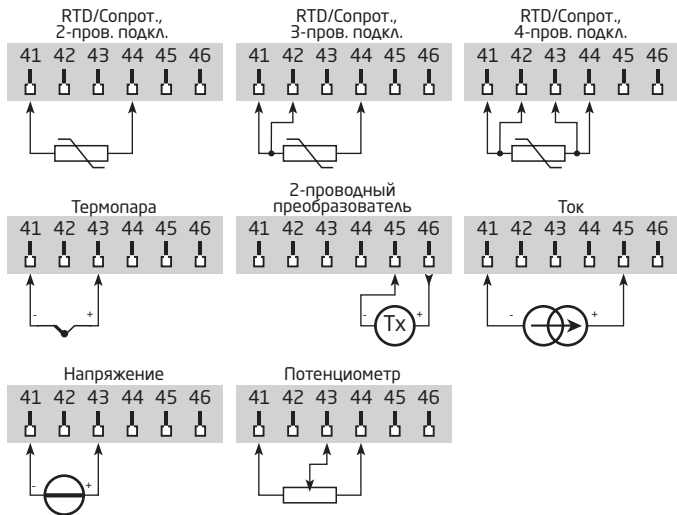 RTD/Сопрот.,
2-пров. подкл.
41 42 43 44 45 46
RTD/Сопрот.,
3-пров. подкл.
41 42 43 44 45 46
RTD/Сопрот.,
4-пров. подкл.
41 42 43 44 45 46
Термопара
41 42 43 44 45 46
- +
2-проводный
преобразователь
41 42 43 44 45 46
- Tx +
Ток
41 42 43 44 45 46
- +
Напряжение
41 42 43 44 45 46
- +
Потенциометр
41 42 43 44 45 46